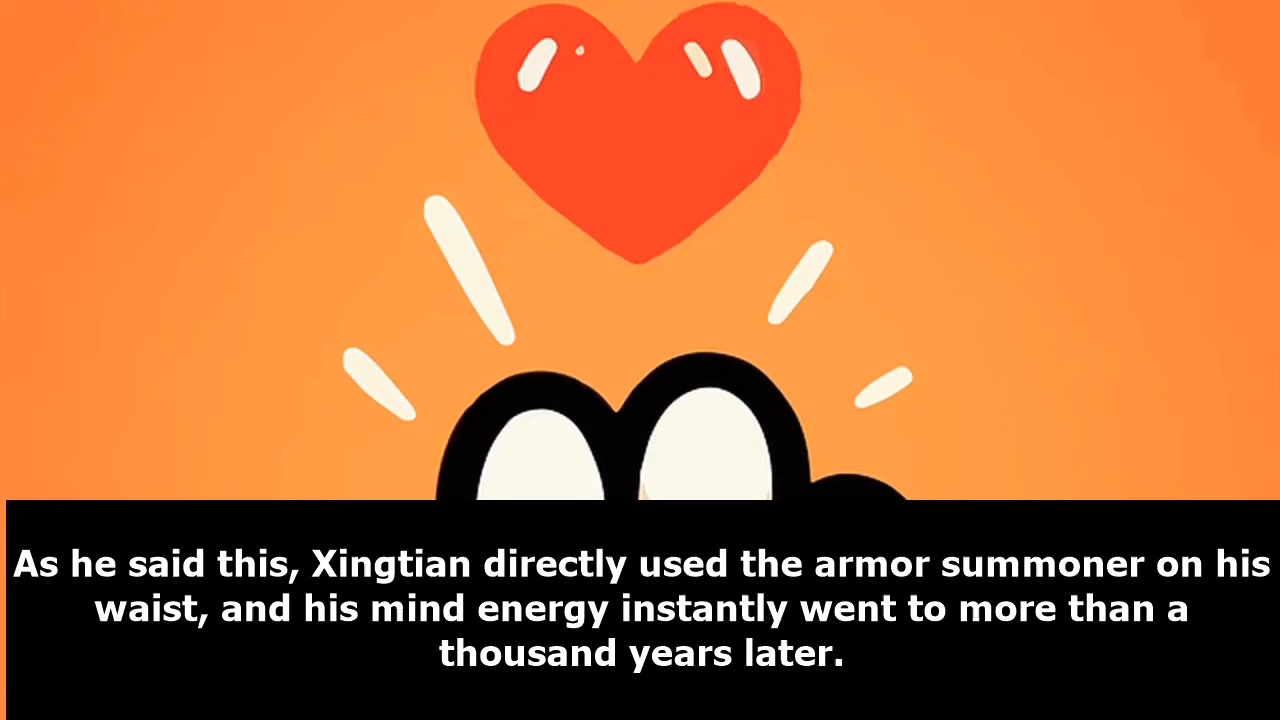 As he said this, Xingtian directly used the armor summoner on his
waist, and his mind energy instantly went to more than a
thousand years later.